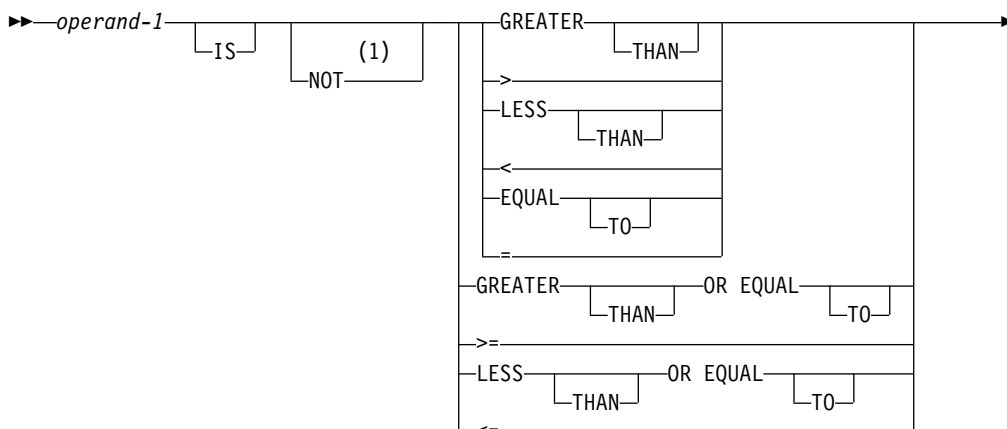 operand-1 IS NOT (1) GREATER THAN
>
LESS THAN
<
EQUAL TO
=
GREATER THAN OR EQUAL TO
>=
LESS THAN OR EQUAL TO
<=